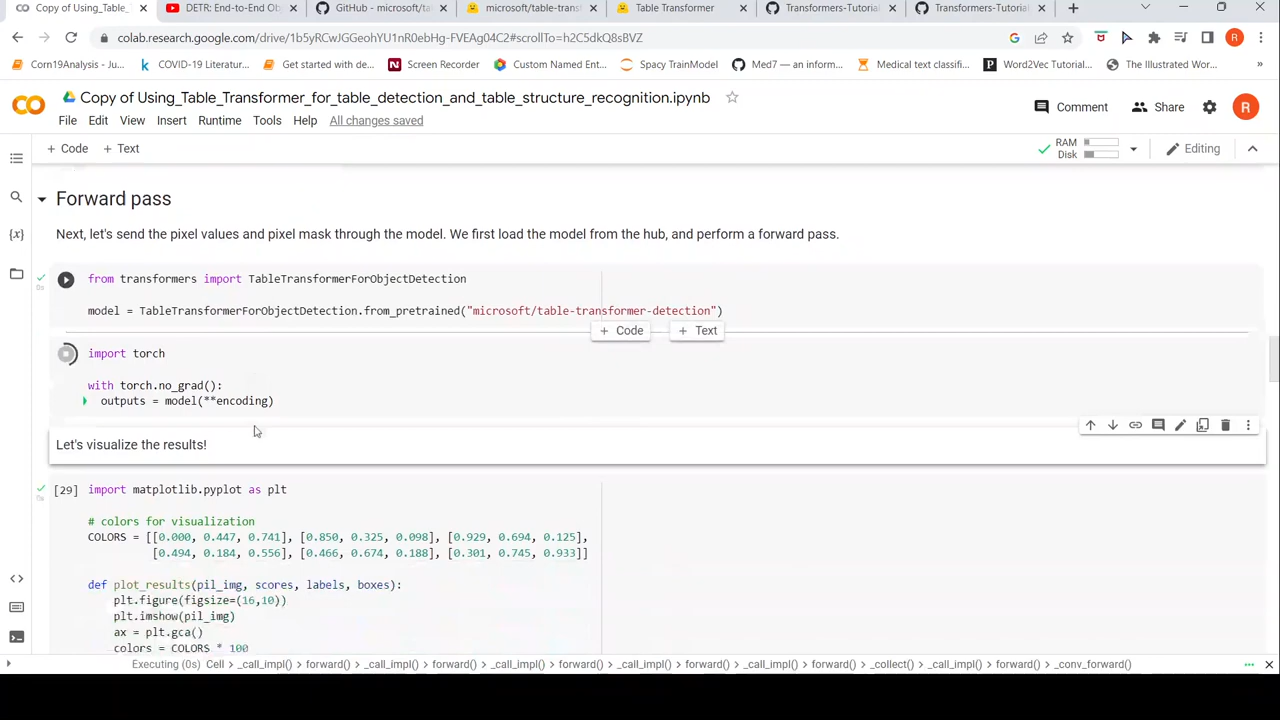 Copy of Using_Table_
DETR: End-to-End Ob
GitHub - microsoft/ta
microsoft/table-trans
Table Transformer
Transformers-Tutorial
Transformers-Tutorial
colab.research.google.com/drive/1b5yRCwJGGeohYU1nR0ebHg-FVEAg04C2#scrollTo=h2C5dkQ8sBVZ
R
Corn19Analysis - Ju...
COVID-19 Literatur...
Get started with de...
Screen Recorder
Custom Named Ent...
Spacy TrainModel
Med7 — an inform...
Medical text classifi...
Word2Vec Tutorial...
The Illustrated Wor...
CO Copy of Using_Table_Transformer_for_table_detection_and_table_structure_recognition.ipynb
Comment Share R
File Edit View Insert Runtime Tools Help All changes saved
+ Code + Text
RAM
Disk
Editing
Forward pass
Next, let's send the pixel values and pixel mask through the model. We first load the model from the hub, and perform a forward pass.
0s
from transformers import TableTransformerForObjectDetection
model = TableTransformerForObjectDetection.from_pretrained("microsoft/table-transformer-detection")
+ Code + Text
import torch
with torch.no_grad():
outputs = model(**encoding)
Let's visualize the results!
[29] import matplotlib.pyplot as plt
0s
# colors for visualization
COLORS = [[0.000, 0.447, 0.741], [0.850, 0.325, 0.098], [0.929, 0.694, 0.125],
[0.494, 0.184, 0.556], [0.466, 0.674, 0.188], [0.301, 0.745, 0.933]]
def plot_results(pil_img, scores, labels, boxes):
plt.figure(figsize=(16,10))
plt.imshow(pil_img)
ax = plt.gca()
colors = COLORS * 100
Executing (0s) Cell > _call_impl() > forward() > _call_impl() > forward() > _call_impl() > forward() > _call_impl() > forward() > _call_impl() > forward() > _collect() > _call_impl() > forward() > _conv_forward()